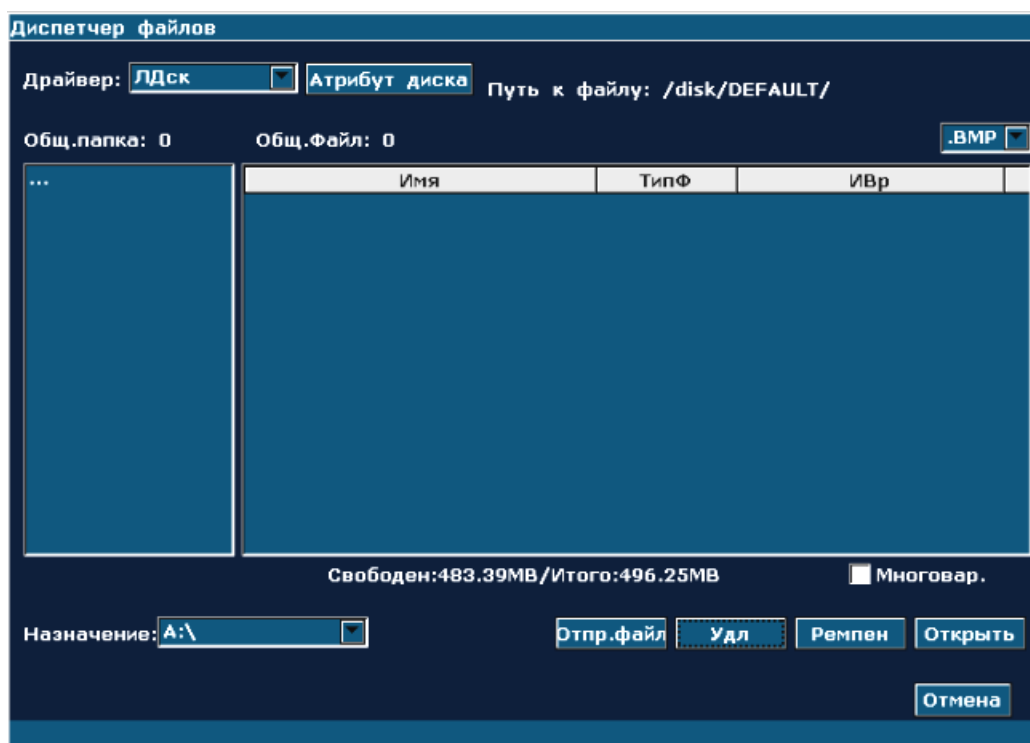 Диспетчер файлов
Драйвер: ЛДск Атрибут диска Путь к файлу: /disk/DEFAULT/
Общ.папка: 0 Общ.Файл: 0 .BMP
...
Имя ТипФ ИВр
Свободен:483.39MB/Итого:496.25MB Многовар.
Назначение: A:\ Отпр.файл Удл Ремпен Открыть
Отмена